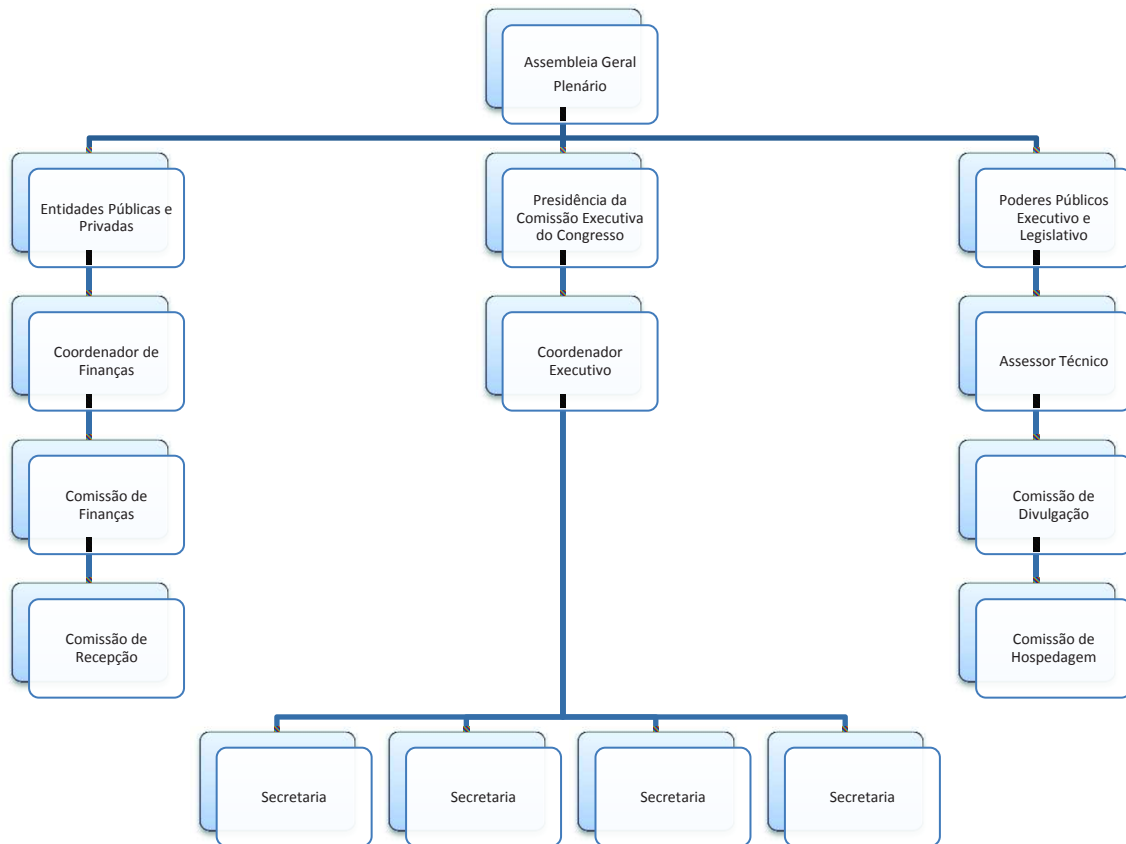 Assembleia Geral
Plenário
Entidades Públicas e
Privadas
Presidência da
Comissão Executiva
do Congresso
Poderes Públicos
Executivo e
Legislativo
Coordenador de
Finanças
Coordenador
Executivo
Assessor Técnico
Comissão de
Finanças
Comissão de
Divulgação
Comissão de
Recepção
Comissão de
Hospedagem
Secretaria
Secretaria
Secretaria
Secretaria